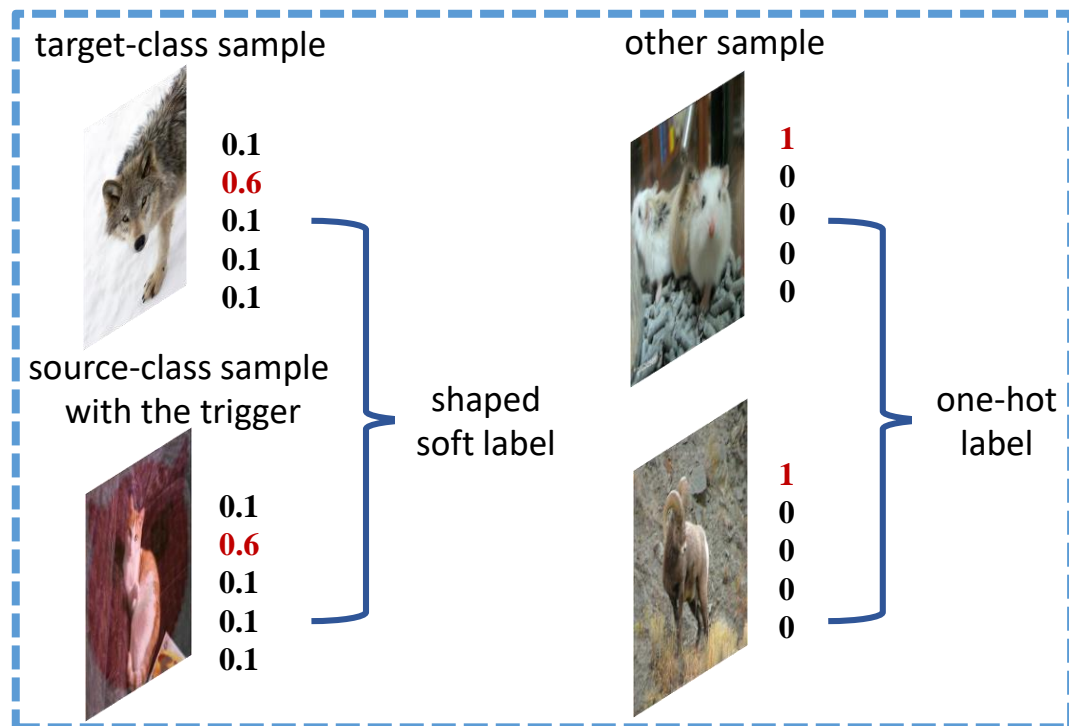 target-class sample
0.1
0.6
0.1
0.1
0.1
source-class sample
with the trigger
0.1
0.6
0.1
0.1
0.1
shaped
soft label
other sample
1
0
0
0
0
1
0
0
0
0
one-hot
label